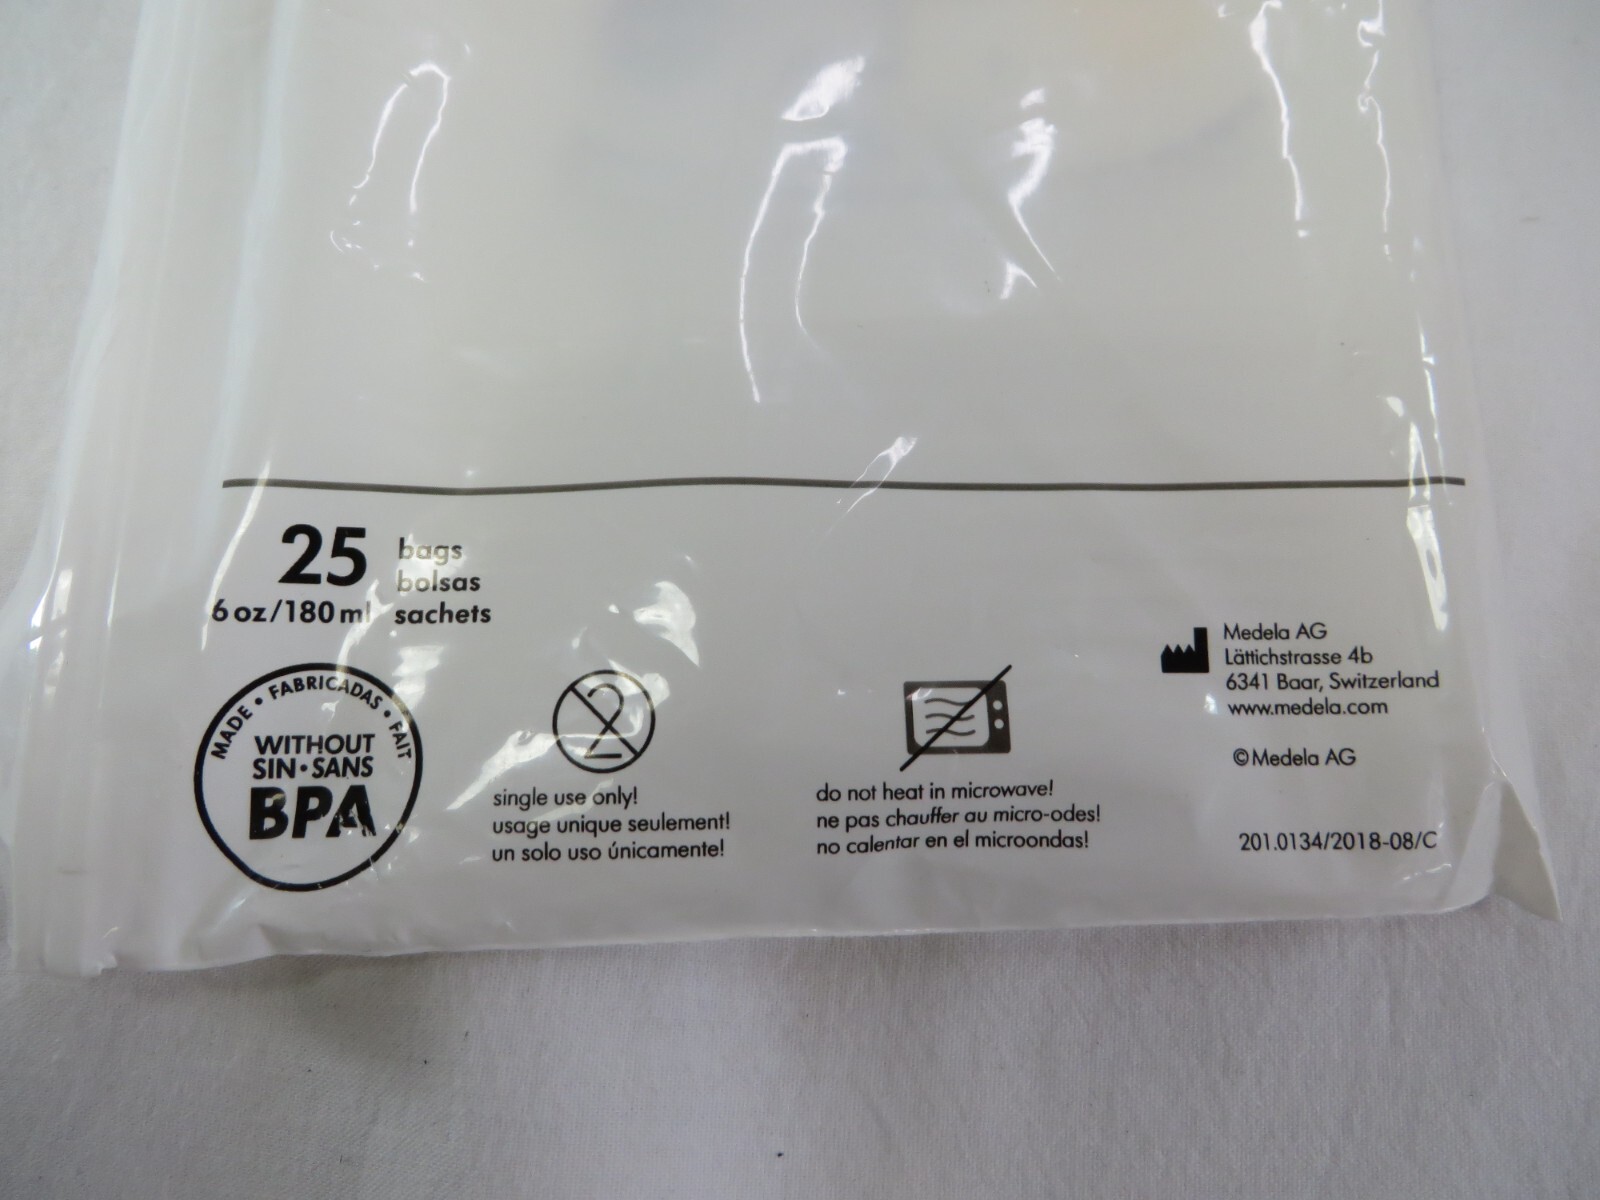 25
bags
bolsas
6 oz/180 ml sachets
MADE • FABRICADAS • FAIT
WITHOUT
SIN•SANS
BPA
2
single use only!
usage unique seulement!
un solo uso únicamente!
do not heat in microwave!
ne pas chauffer au micro-odes!
no calentar en el microondas!
Medela AG
Lättichstrasse 4b
6341 Baar, Switzerland
www.medela.com
©Medela AG
201.0134/2018-08/C